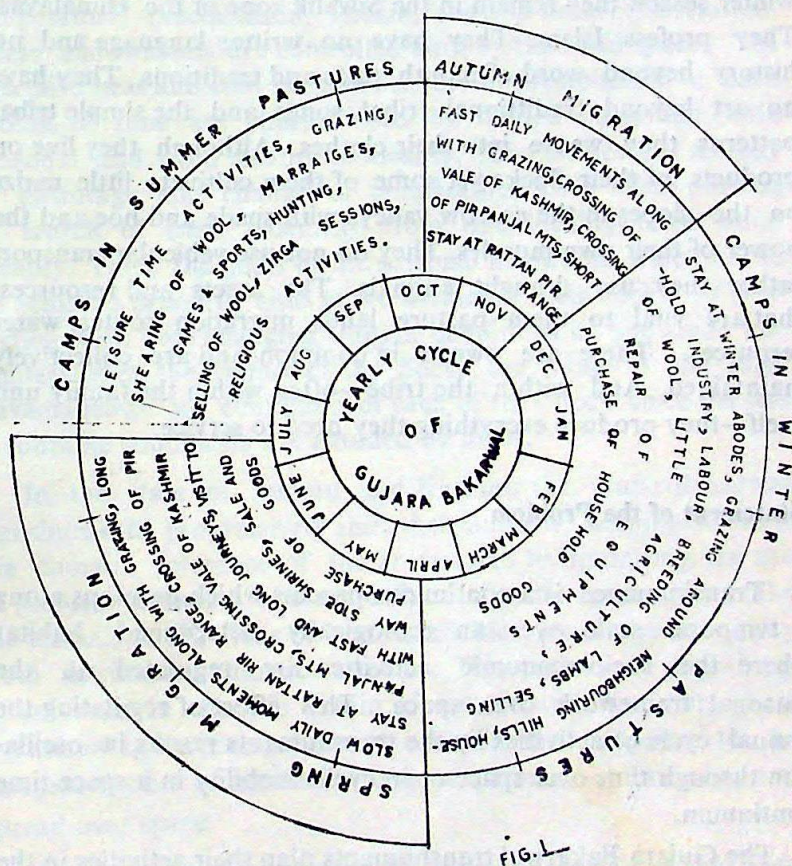 AUTUMN MIGRATION
FAST DAILY MOVEMENTS ALONG
WITH GRAZING, CROSSING OF
VALE OF KASHMIR, CROSSING
OF PIRPANJAL MTS, SHORT
STAY AT RATTAN PIR
RANGE
CAMPS IN WINTER PASTURES
STAY AT WINTER ABODES GRAZING AROUND NEIGHBOURING HILLS, HOUSE-
-HOLD INDUSTRY, LABOUR, BREEDING OF LAMBS, SELLING
OF WOOL, LITTLE AGRICULTURE,
REPAIR OF EQUIPMENTS
PURCHASE OF HOUSE HOLD GOODS
SPRING MIGRATION
SLOW DAILY MOMENTS ALONG WITH GRAZING, LONG
STAY AT RATTAN PIR RANGE, CROSSING OF PIR
PANJAL MTS, CROSSING VALE OF KASHMIR
WITH FAST AND LONG JOURNEYS, VISIT TO
WAY SIDE SHRINES, SALE AND
PURCHASE OF GOODS
CAMPS IN SUMMER PASTURES
LEISURE TIME ACTIVITIES, GRAZING,
SMEARING OF WOOL, MARRAIGES,
GAMES & SPORTS, HUNTING,
SELLING OF WOOL, ZIRGA SESSIONS,
RELIGIOUS ACTIVITIES.
OCT
NOV
DEC
JAN
FEB
MARCH
APRIL
MAY
JUNE
JULY
AUG
SEP
YEARLY CYCLE
OF
GUJARA BAKARWAL
FIG. 1